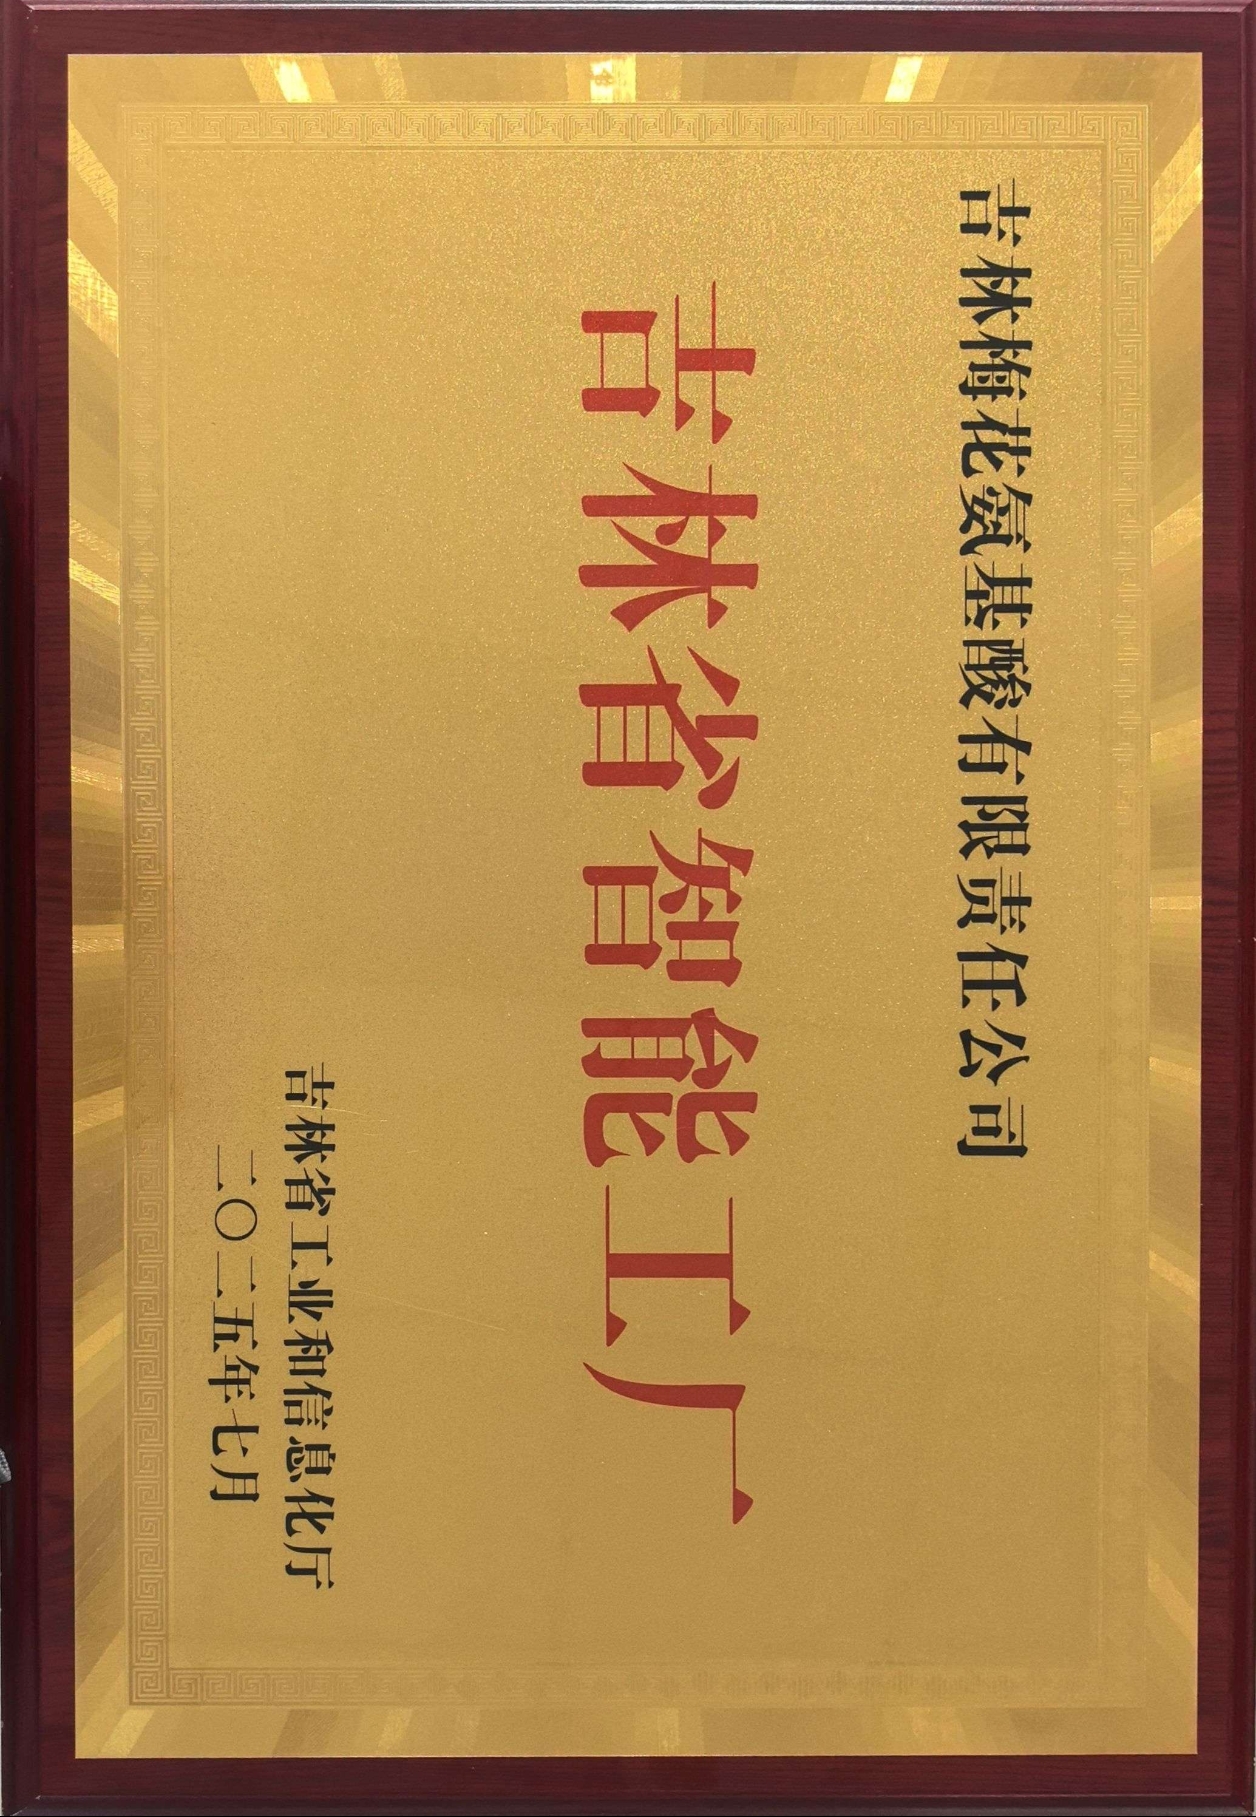 吉林梅花氨基酸有限责任公司
吉林省智能工厂
吉林省工业和信息化厅
二〇二五年七月